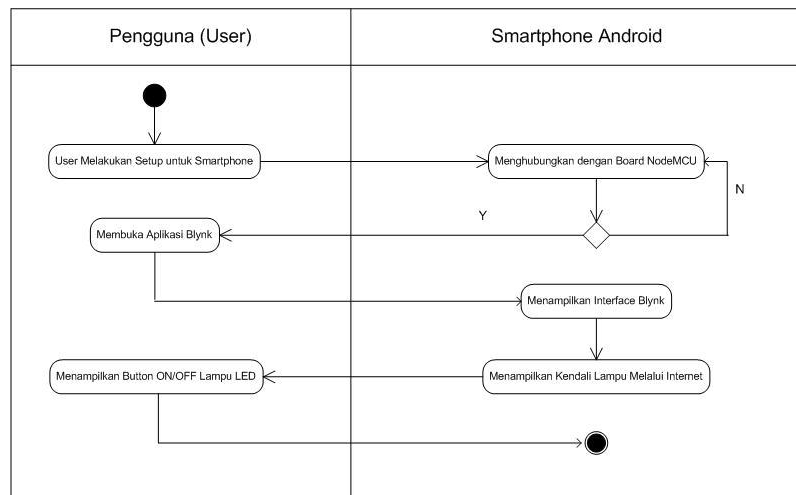 Pengguna (User)
Smartphone Android
User Melakukan Setup untuk Smartphone
Menghubungkan dengan Board NodeMCU
N
Y
Membuka Aplikasi Blynk
Menampilkan Interface Blynk
Menampilkan Button ON/OFF Lampu LED
Menampilkan Kendali Lampu Melalui Internet